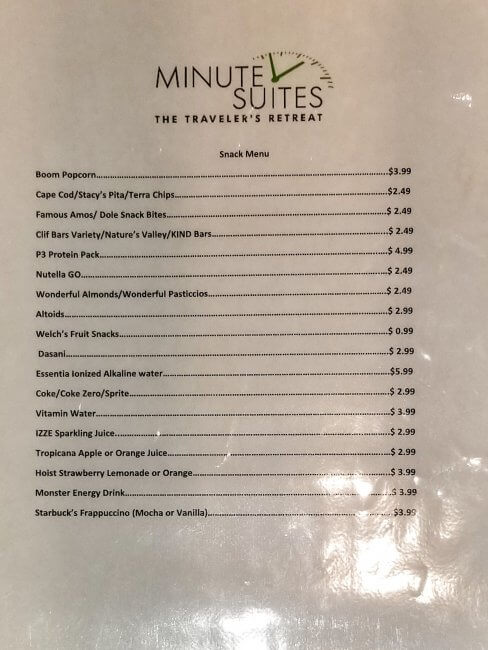 MINUTE
SUITES
THE TRAVELER'S RETREAT
Snack Menu
Boom Popcorn.....$3.99
Cape Cod/Stacy's Pita/Terra Chips.....$2.49
Famous Amos/ Dole Snack Bites.....$ 2.49
Clif Bars Variety/Nature's Valley/KIND Bars.....$ 2.49
P3 Protein Pack.....$ 4.99
Nutella GO.....$ 2.49
Wonderful Almonds/Wonderful Pasticcios.....$ 2.49
Altoids.....$ 2.99
Welch's Fruit Snacks.....$ 0.99
Dasani.....$ 2.99
Essentia Ionized Alkaline water.....$5.99
Coke/Coke Zero/Sprite.....$ 2.99
Vitamin Water.....$ 3.99
IZZE Sparkling Juice.....$ 2.99
Tropicana Apple or Orange Juice.....$ 2.99
Hoist Strawberry Lemonade or Orange.....$ 3.99
Monster Energy Drink.....$ 3.99
Starbuck's Frappuccino (Mocha or Vanilla).....$3.99